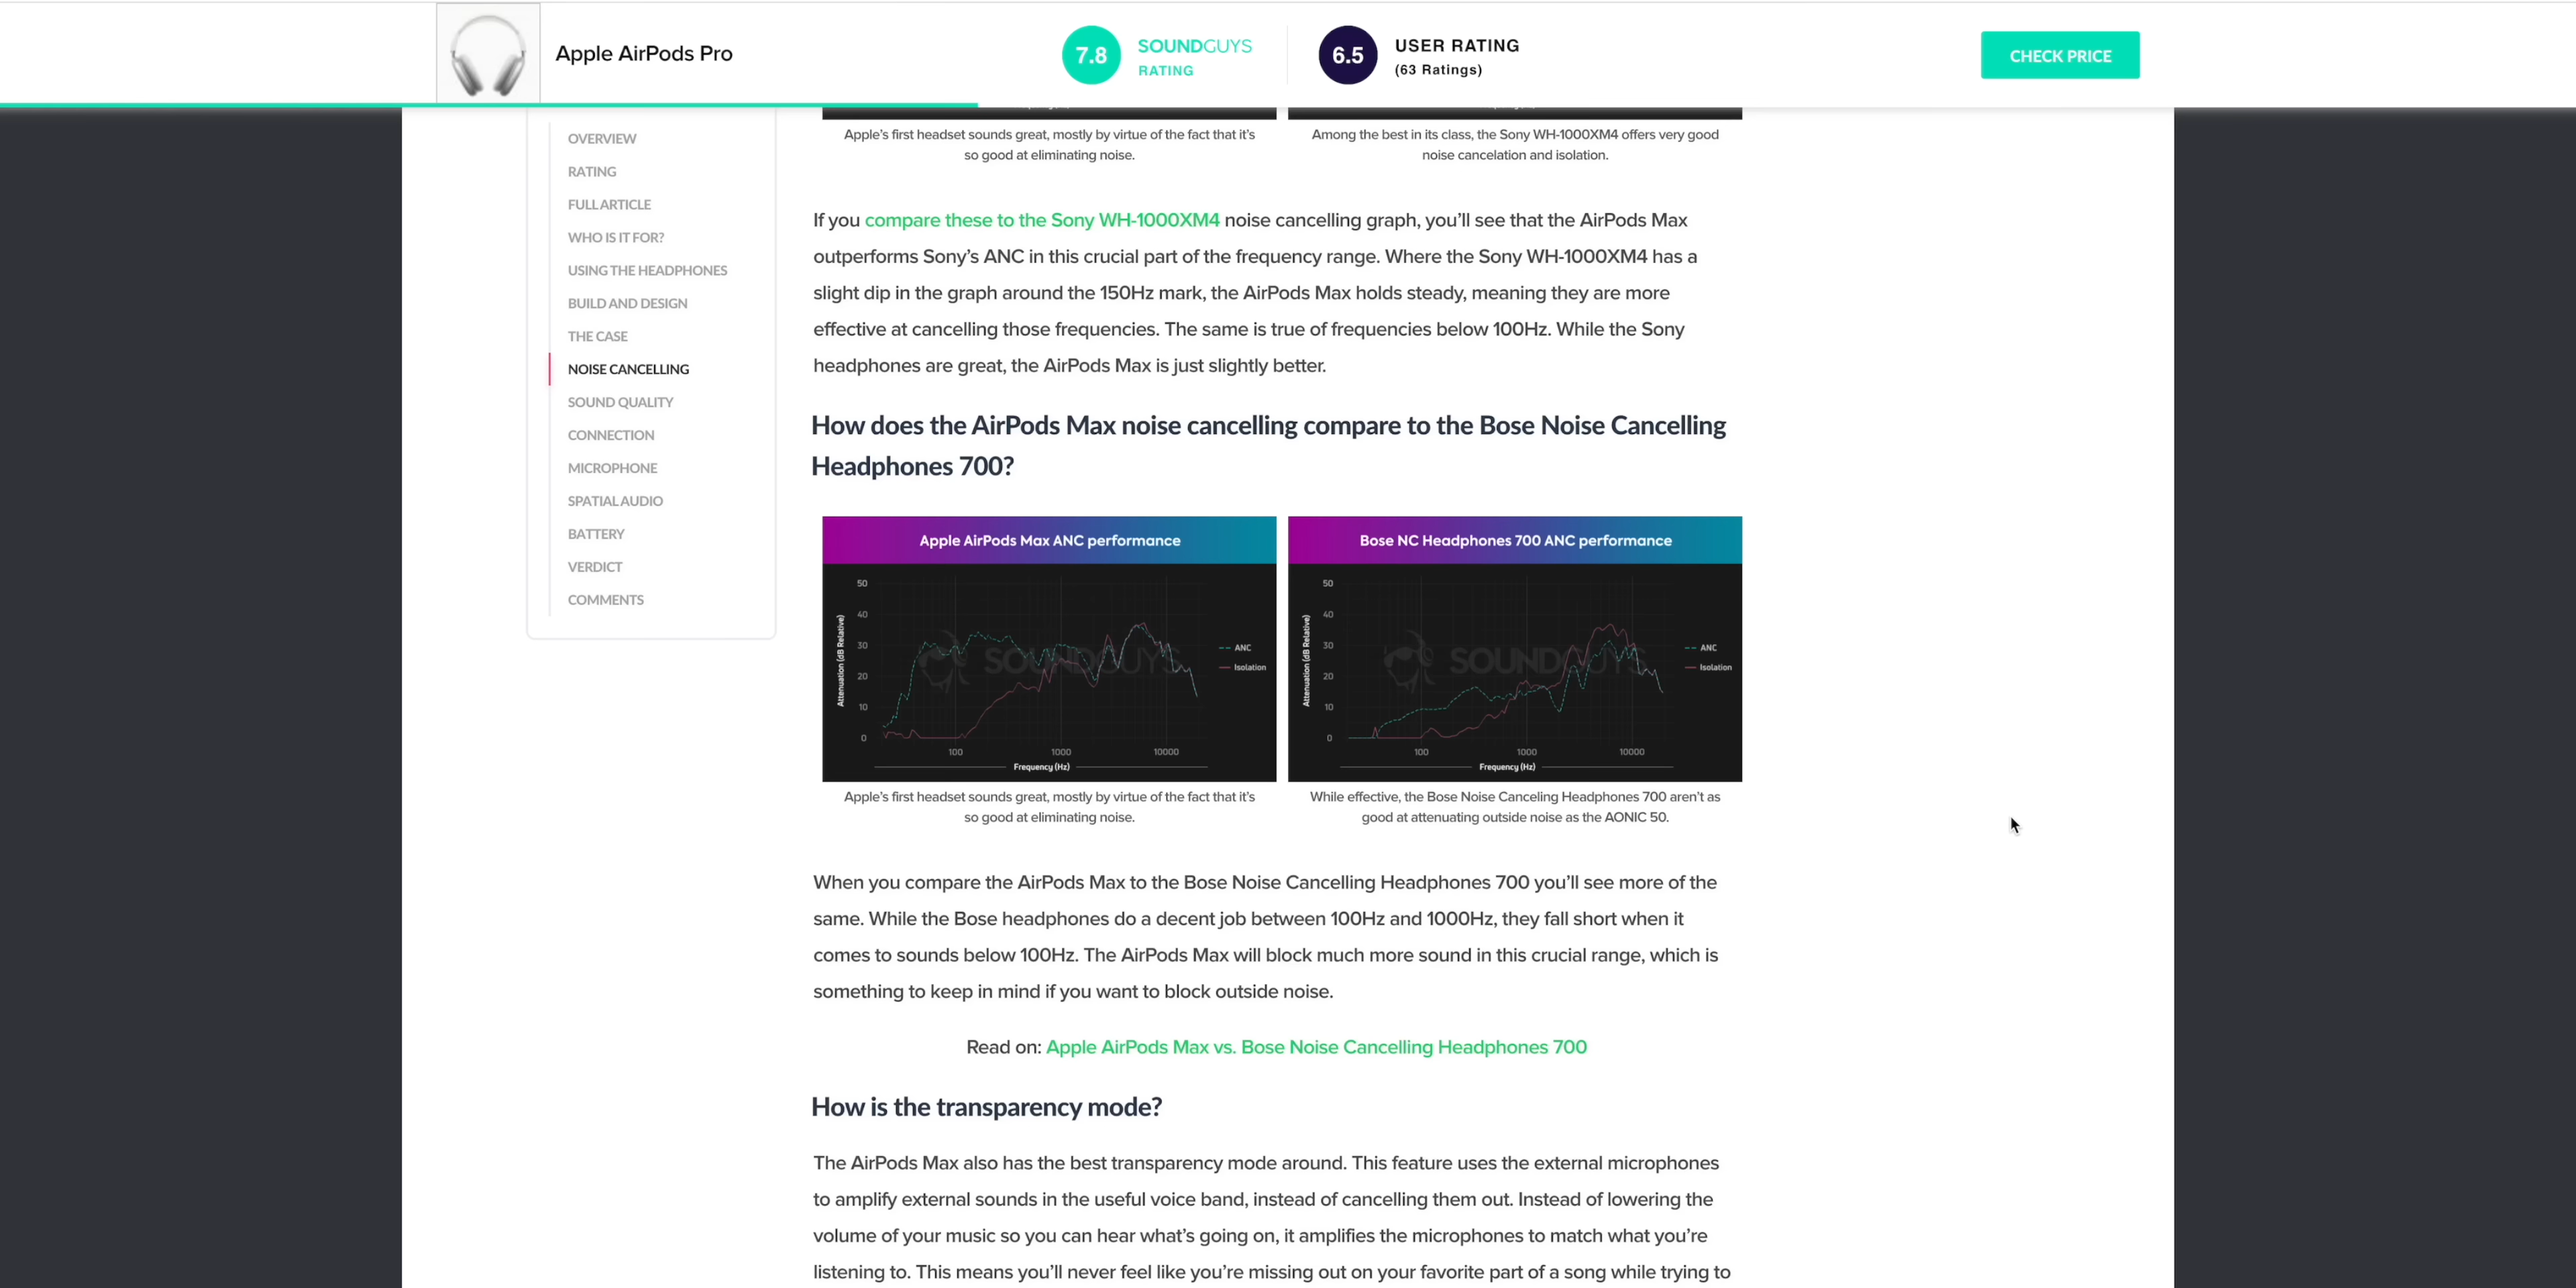 Apple AirPods Pro
7.8
SOUNDGUYS
RATING
6.5
USER RATING
(63 Ratings)
CHECK PRICE
OVERVIEW
RATING
FULL ARTICLE
WHO IS IT FOR?
USING THE HEADPHONES
BUILD AND DESIGN
THE CASE
NOISE CANCELLING
SOUND QUALITY
CONNECTION
MICROPHONE
SPATIAL AUDIO
BATTERY
VERDICT
COMMENTS
Apple's first headset sounds great, mostly by virtue of the fact that it's
so good at eliminating noise.
Among the best in its class, the Sony WH-1000XM4 offers very good
noise cancelation and isolation.
If you compare these to the Sony WH-1000XM4 noise cancelling graph, you'll see that the AirPods Max
outperforms Sony's ANC in this crucial part of the frequency range. Where the Sony WH-1000XM4 has a
slight dip in the graph around the 150Hz mark, the AirPods Max holds steady, meaning they are more
effective at cancelling those frequencies. The same is true of frequencies below 100Hz. While the Sony
headphones are great, the AirPods Max is just slightly better.
How does the AirPods Max noise cancelling compare to the Bose Noise Cancelling
Headphones 700?
Apple AirPods Max ANC performance
50
40
30
20
10
0
Attenuation (dB Relative)
SOUNDGUYS
ANC
Isolation
100
1000
10000
Frequency (Hz)
Bose NC Headphones 700 ANC performance
50
40
30
20
10
0
Attenuation (dB Relative)
SOUNDGUYS
ANC
Isolation
100
1000
10000
Frequency (Hz)
Apple's first headset sounds great, mostly by virtue of the fact that it's
so good at eliminating noise.
While effective, the Bose Noise Canceling Headphones 700 aren't as
good at attenuating outside noise as the AONIC 50.
When you compare the AirPods Max to the Bose Noise Cancelling Headphones 700 you'll see more of the
same. While the Bose headphones do a decent job between 100Hz and 1000Hz, they fall short when it
comes to sounds below 100Hz. The AirPods Max will block much more sound in this crucial range, which is
something to keep in mind if you want to block outside noise.
Read on: Apple AirPods Max vs. Bose Noise Cancelling Headphones 700
How is the transparency mode?
The AirPods Max also has the best transparency mode around. This feature uses the external microphones
to amplify external sounds in the useful voice band, instead of cancelling them out. Instead of lowering the
volume of your music so you can hear what's going on, it amplifies the microphones to match what you're
listening to. This means you'll never feel like you're missing out on your favorite part of a song while trying to